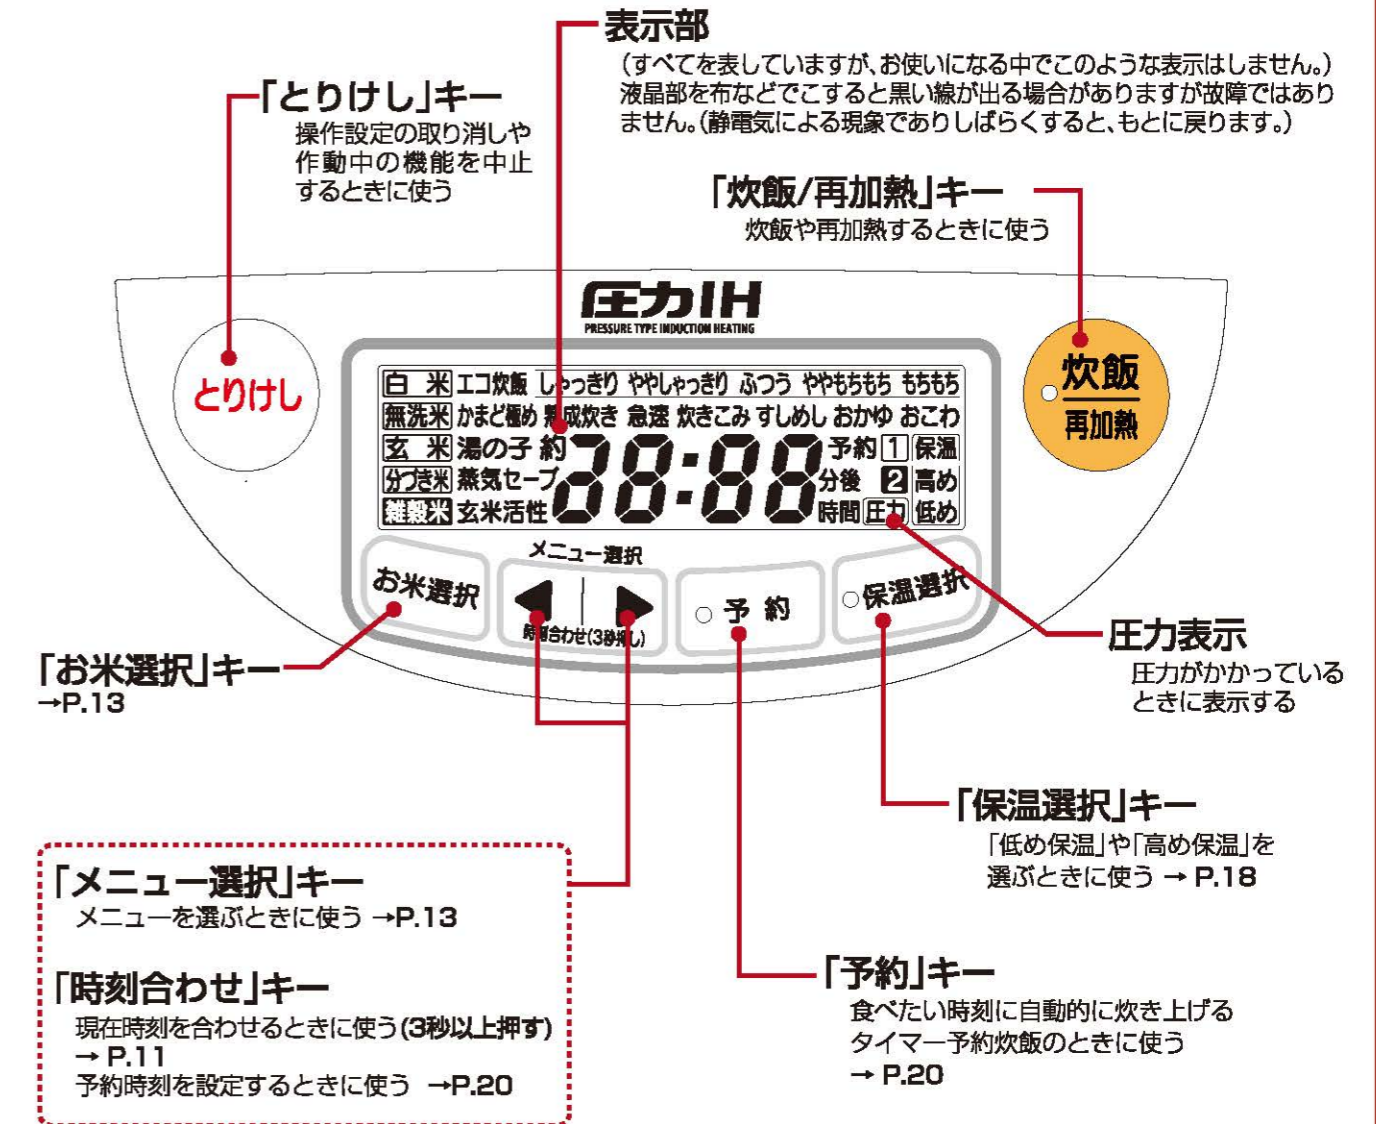 表示部
(すべてを表していますが、お使いになる中でこのような表示はしません。)
液晶部を布などでこすると黒い線が出る場合がありますが故障ではあり
ません。(静電気による現象でありしばらくすると、もとに戻ります。)
「とりけし」キー
操作設定の取り消しや
作動中の機能を中止
するときに使う
「炊飯/再加熱」キー
炊飯や再加熱するときに使う
圧力IH
PRESSURE TYPE INDUCTION HEATING
とりけし
炊飯
再加熱
白米 エコ炊飯 しゃっきり ややしゃっきり ふつう ややもちもち もちもち
無洗米 かまど極め 熟成炊き 急速 炊きこみ すしめし おかゆ おこわ
玄米 湯の子 約 28:88 予約 1 保温
分づき米 蒸気セーブ 分後 2 高め
雑穀米 玄米活性 時間 圧力 低め
お米選択
メニュー選択
時刻合わせ(3秒押し)
予約
保温選択
圧力表示
圧力がかかっている
ときに表示する
「お米選択」キー
→P.13
「保温選択」キー
「低め保温」や「高め保温」を
選ぶときに使う → P.18
「メニュー選択」キー
メニューを選ぶときに使う →P.13
「時刻合わせ」キー
現在時刻を合わせるときに使う(3秒以上押す)
→ P.11
予約時刻を設定するときに使う →P.20
「予約」キー
食べたい時刻に自動的に炊き上げる
タイマー予約炊飯のときに使う
→ P.20